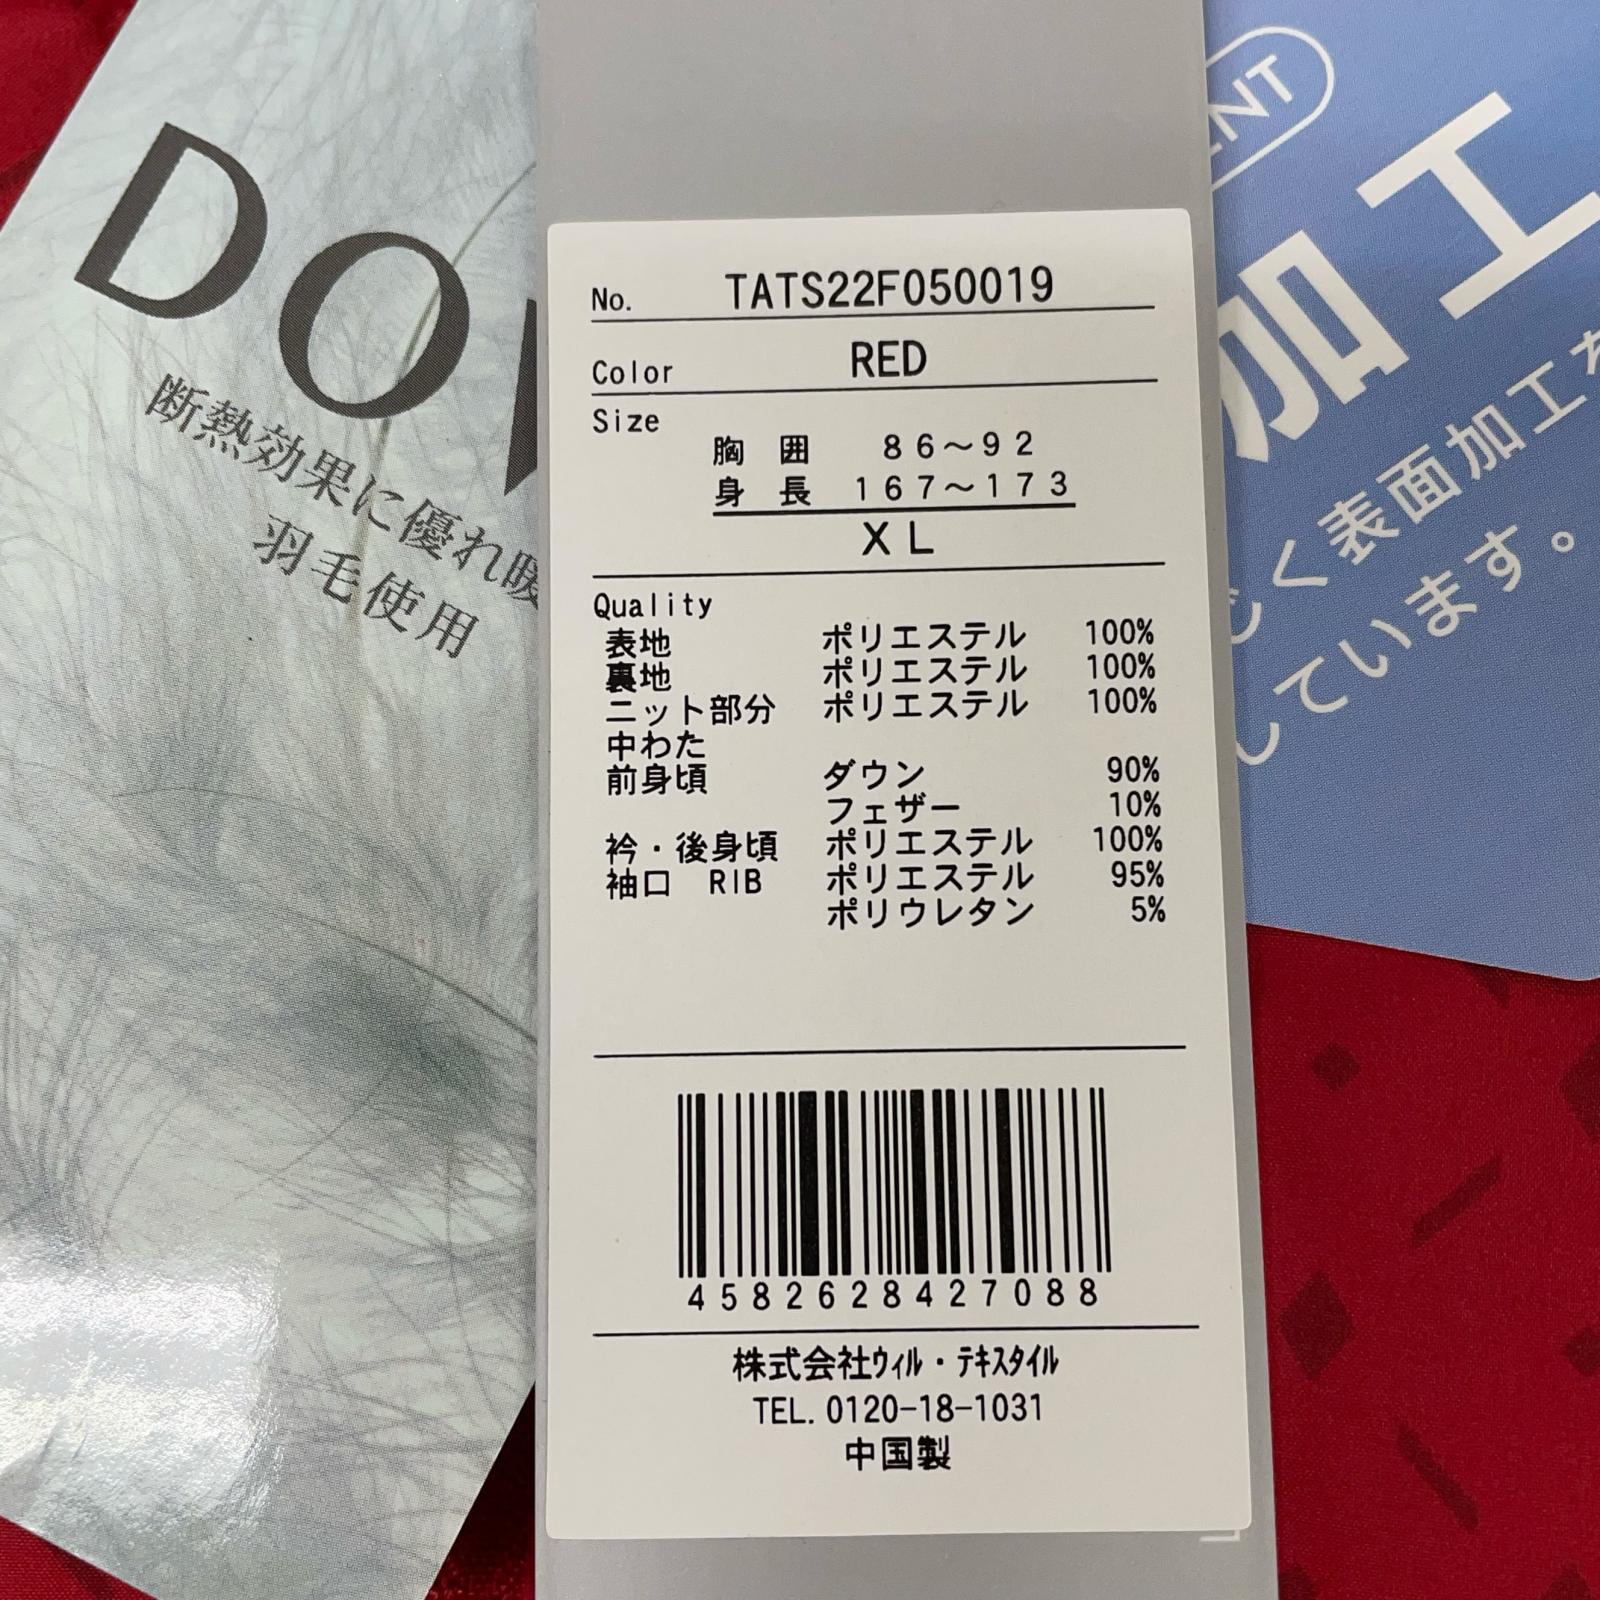 DO
断熱効果に優れ暖
羽毛使用
No. TATS22F050019
Color RED
Size
胸 囲 86～92
身 長 167～173
XL
Quality
表地 ポリエステル 100%
裏地 ポリエステル 100%
ニット部分 ポリエステル 100%
中わた
前身頃 ダウン 90%
フェザー 10%
衿・後身頃 ポリエステル 100%
袖口 RIB ポリエステル 95%
ポリウレタン 5%
4582628427088
株式会社ウィル・テキスタイル
TEL. 0120-18-1031
中国製
ENT
加工
く表面加工を
しています。